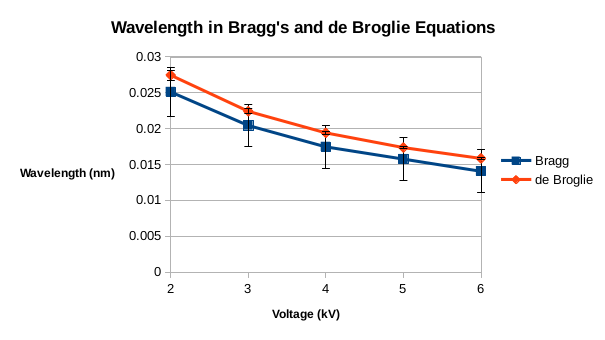 Wavelength in Bragg's and de Broglie Equations
0.03
0.025
0.02
0.015
0.01
0.005
0
Wavelength (nm)
2 3 4 5 6
Voltage (kV)
Bragg
de Broglie